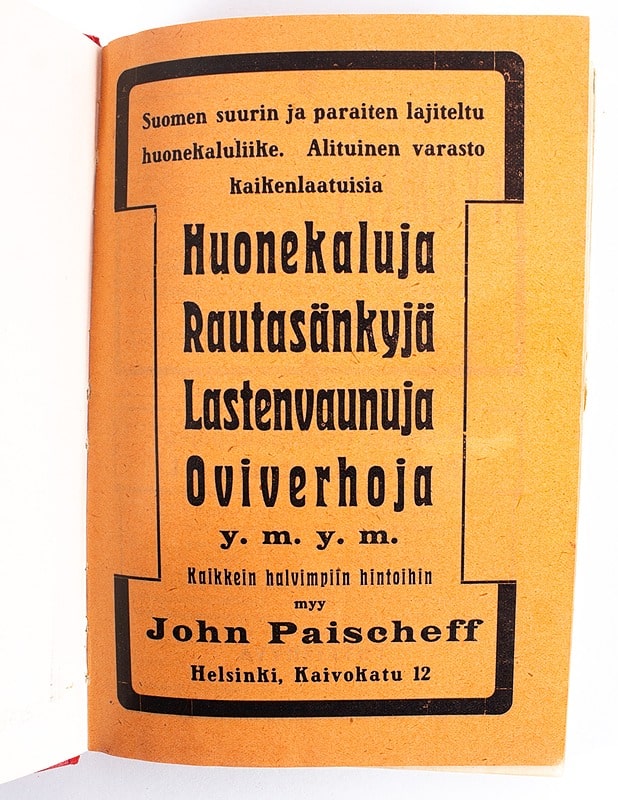 Suomen suurin ja paraiten lajiteltu
huonekaluliike. Alituinen varasto
kaikenlaatuisia
Huonekaluja
Rautasänkyjä
Lastenvaunuja
Oviverhoja
y. m. y. m.
Kaikkein halvimpiin hintoihin
myy
John Paischeff
Helsinki, Kaivokatu 12